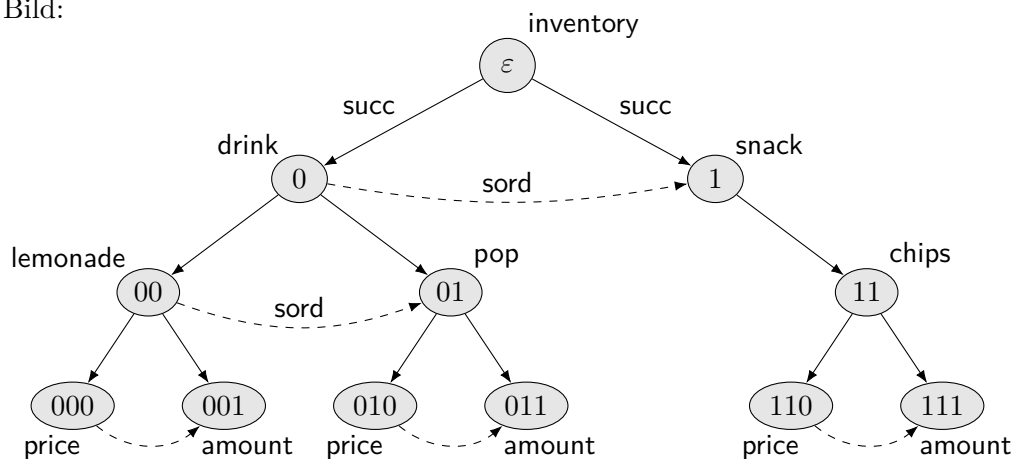 Bild:
inventory
ε
succ succ
drink snack
0 sord 1
lemonade pop chips
00 sord 01 11
000 001 010 011 110 111
price amount price amount price amount